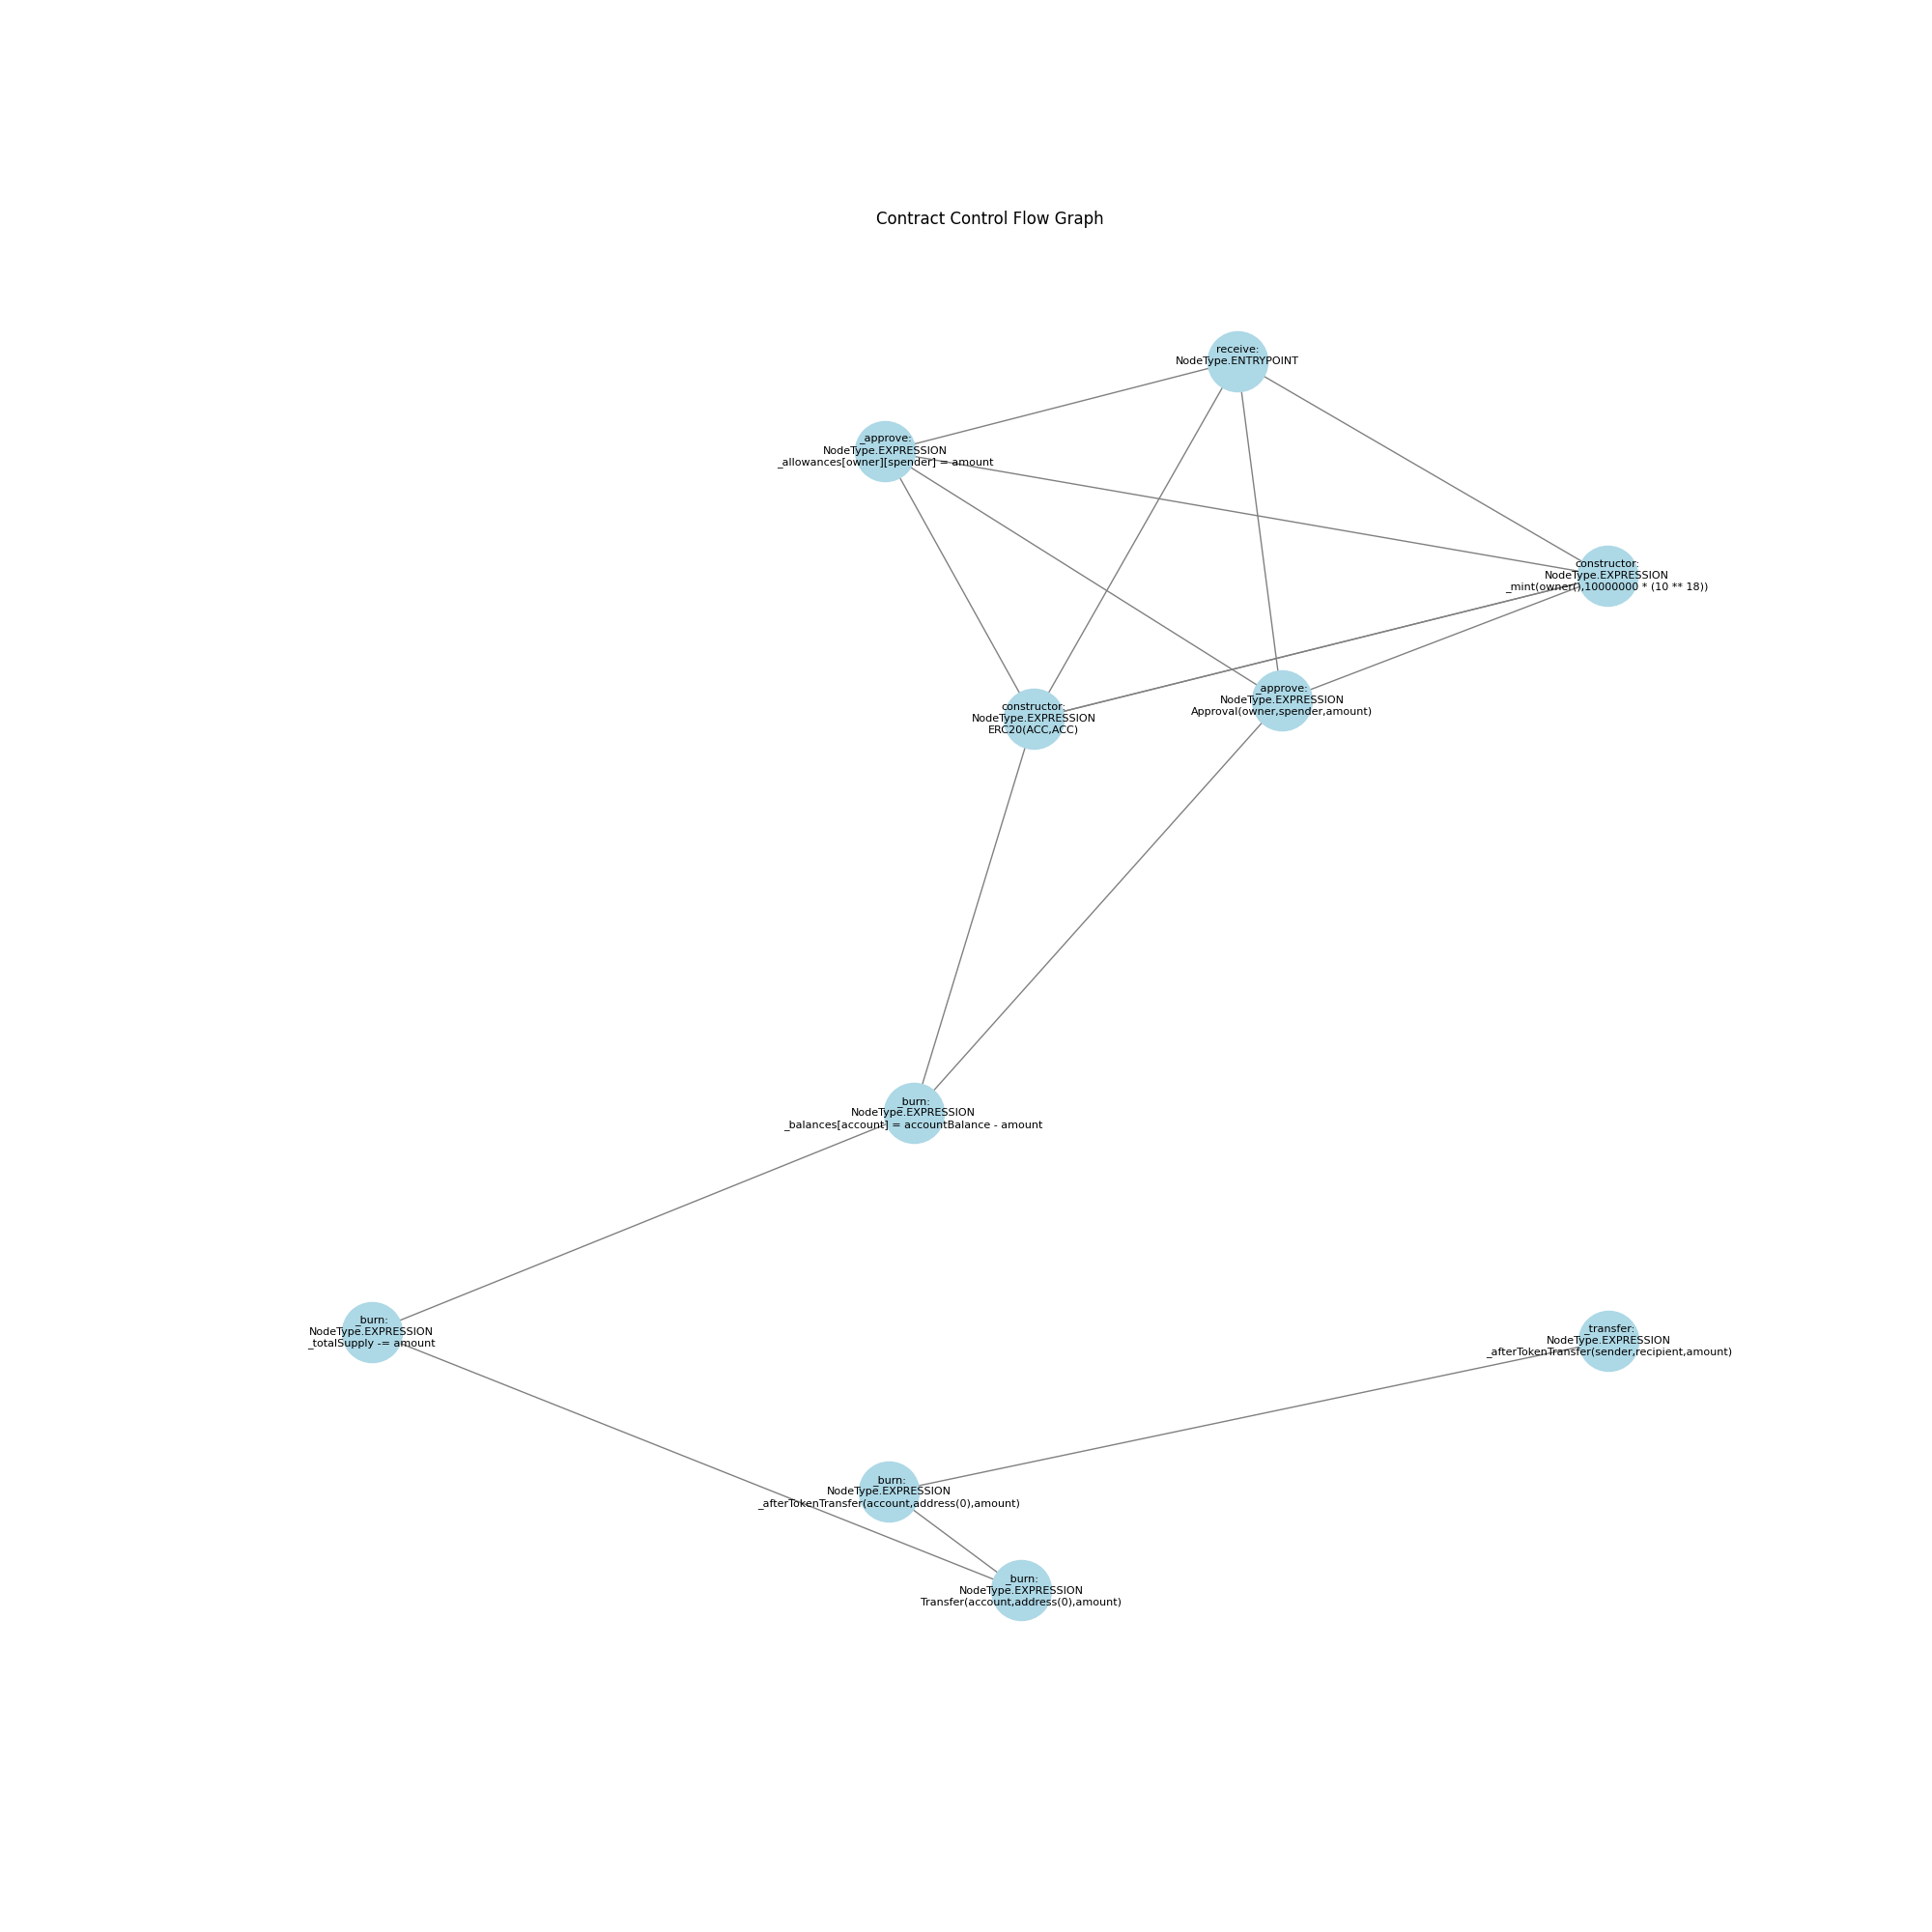 Contract Control Flow Graph
receive:
NodeType.ENTRYPOINT
_approve:
NodeType.EXPRESSION
_allowances[owner][spender] = amount
constructor:
NodeType.EXPRESSION
_mint(owner(),10000000 * (10 ** 18))
_approve:
NodeType.EXPRESSION
Approval(owner,spender,amount)
constructor:
NodeType.EXPRESSION
ERC20(ACC,ACC)
_burn:
NodeType.EXPRESSION
_balances[account] = accountBalance - amount
_burn:
NodeType.EXPRESSION
_totalSupply -= amount
_transfer:
NodeType.EXPRESSION
_afterTokenTransfer(sender,recipient,amount)
_burn:
NodeType.EXPRESSION
_afterTokenTransfer(account,address(0),amount)
_burn:
NodeType.EXPRESSION
Transfer(account,address(0),amount)